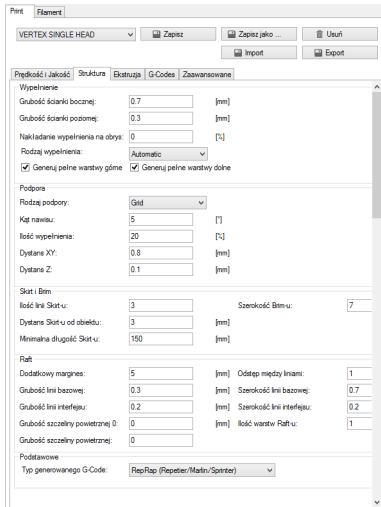 Print Filament
VERTEX SINGLE HEAD Zapisz Zapisz jako ... Usuń
Import Export
Prędkość i Jakość Struktura Ekstruzja G-Codes Zaawansowane
Wypełnienie
Grubość ścianki bocznej: 0.7 [mm]
Grubość ścianki poziomej: 0.3 [mm]
Nakładanie wypełnienia na obrys: 0 [%]
Rodzaj wypełnienia: Automatic
Generuj pełne warstwy górne Generuj pełne warstwy dolne
Podpora
Rodzaj podpory: Grid
Kąt nawisu: 5 [°]
Ilość wypełnienia: 20 [%]
Dystans XY: 0.8 [mm]
Dystans Z: 0.1 [mm]
Skirt i Brim
Ilość linii Skirt-u: 3 Szerokość Brim-u: 7
Dystans Skirt-u od obiektu: 3 [mm]
Minimalna długość Skirt-u: 150 [mm]
Raft
Dodatkowy margines: 5 [mm] Odstęp między liniami: 1
Grubość linii bazowej: 0.3 [mm] Szerokość linii bazowej: 0.7
Grubość linii interfejsu: 0.2 [mm] Szerokość linii interfejsu: 0.2
Grubość szczeliny powietrznej 0: 0 [mm] Ilość warstw Raft-u: 1
Grubość szczeliny powietrznej: 0
Podstawowe
Typ generowanego G-Code: RepRap (Repetier/Marlin/Sprinter)